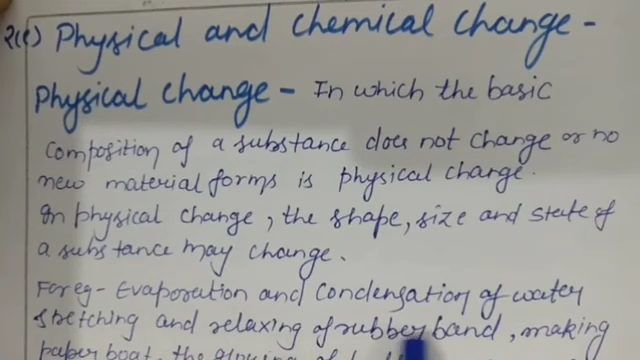 Physical and chemical change -
Physical change - In which the basic
Composition of a substance does not change or no
new material forms is physical change.
In physical change, the shape, size and state of
a substance may change.
For eg - Evaporation and condensation of water
stretching and relaxing of rubber band, making
paper boat, the